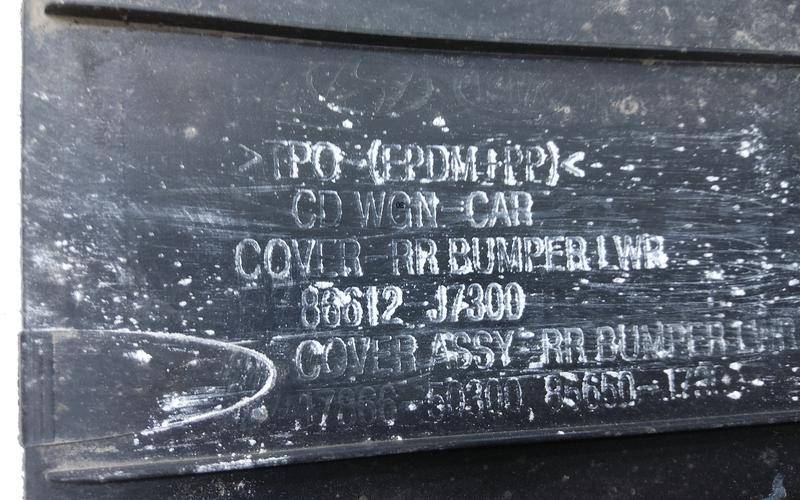 >TPO-(EPDM+PP)<
CD WGN CAR
COVER-RR BUMPER LWR
86612-J7300
COVER ASSY-RR BUMPER LWR